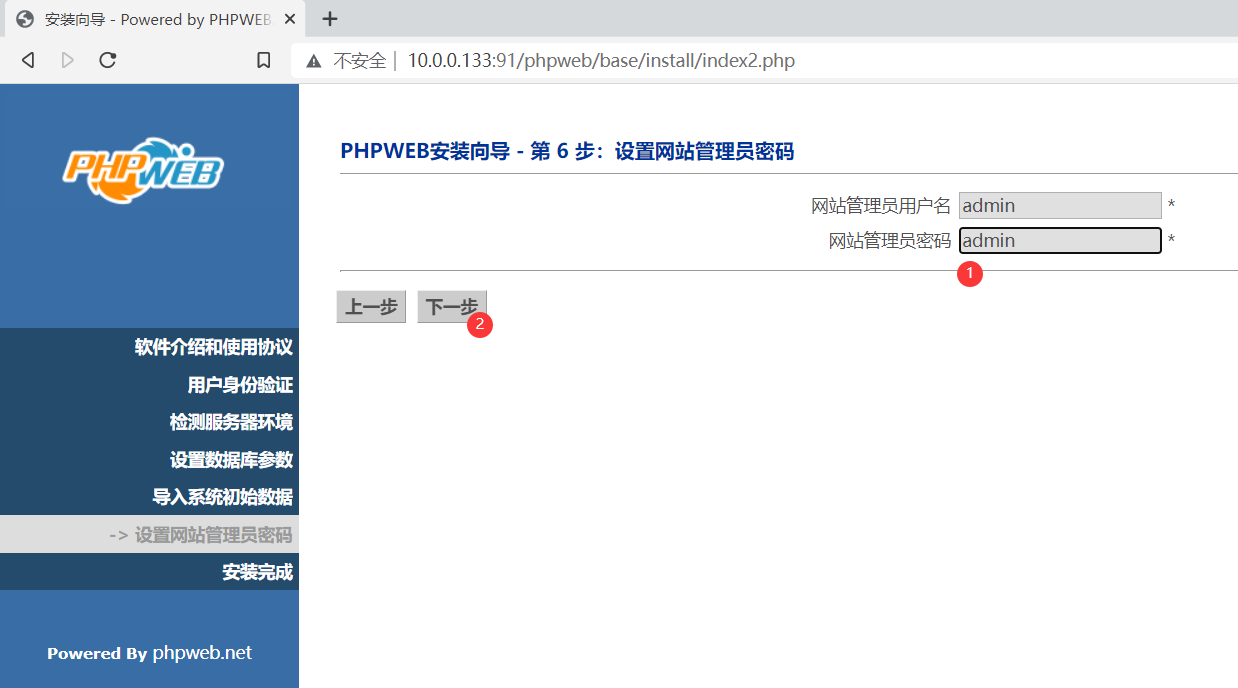 安装向导 - Powered by PHPWEB
不安全 | 10.0.0.133:91/phpweb/base/install/index2.php
PHPWEB
PHPWEB安装向导 - 第 6 步：设置网站管理员密码
网站管理员用户名 admin *
网站管理员密码 admin *
1
上一步 下一步
2
软件介绍和使用协议
用户身份验证
检测服务器环境
设置数据库参数
导入系统初始数据
-> 设置网站管理员密码
安装完成
Powered By phpweb.net